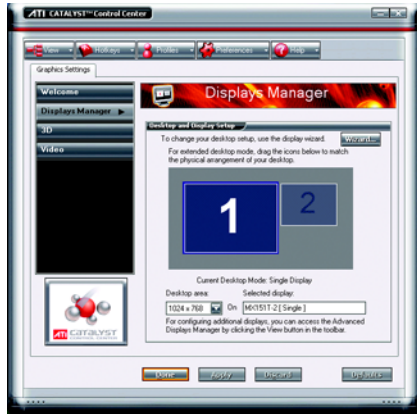 ATI CATALYST™ Control Center
View
Hotkeys
Profiles
Preferences
Help
Graphics Settings
Welcome
Displays Manager
3D
Video
Displays Manager
Desktop and Display Setup
To change your desktop setup, use the display wizard.
Wizard...
For extended desktop mode, drag the icons below to match
the physical arrangement of your desktop.
1
2
Current Desktop Mode: Single Display
Desktop area:
Selected display:
1024 x 768
On
MX151T-2 [ Single ]
For configuring additional displays, you can access the Advanced
Displays Manager by clicking the View button in the toolbar.
ATI CATALYST
CONTROL CENTER
Done
Apply
Discard
Defaults